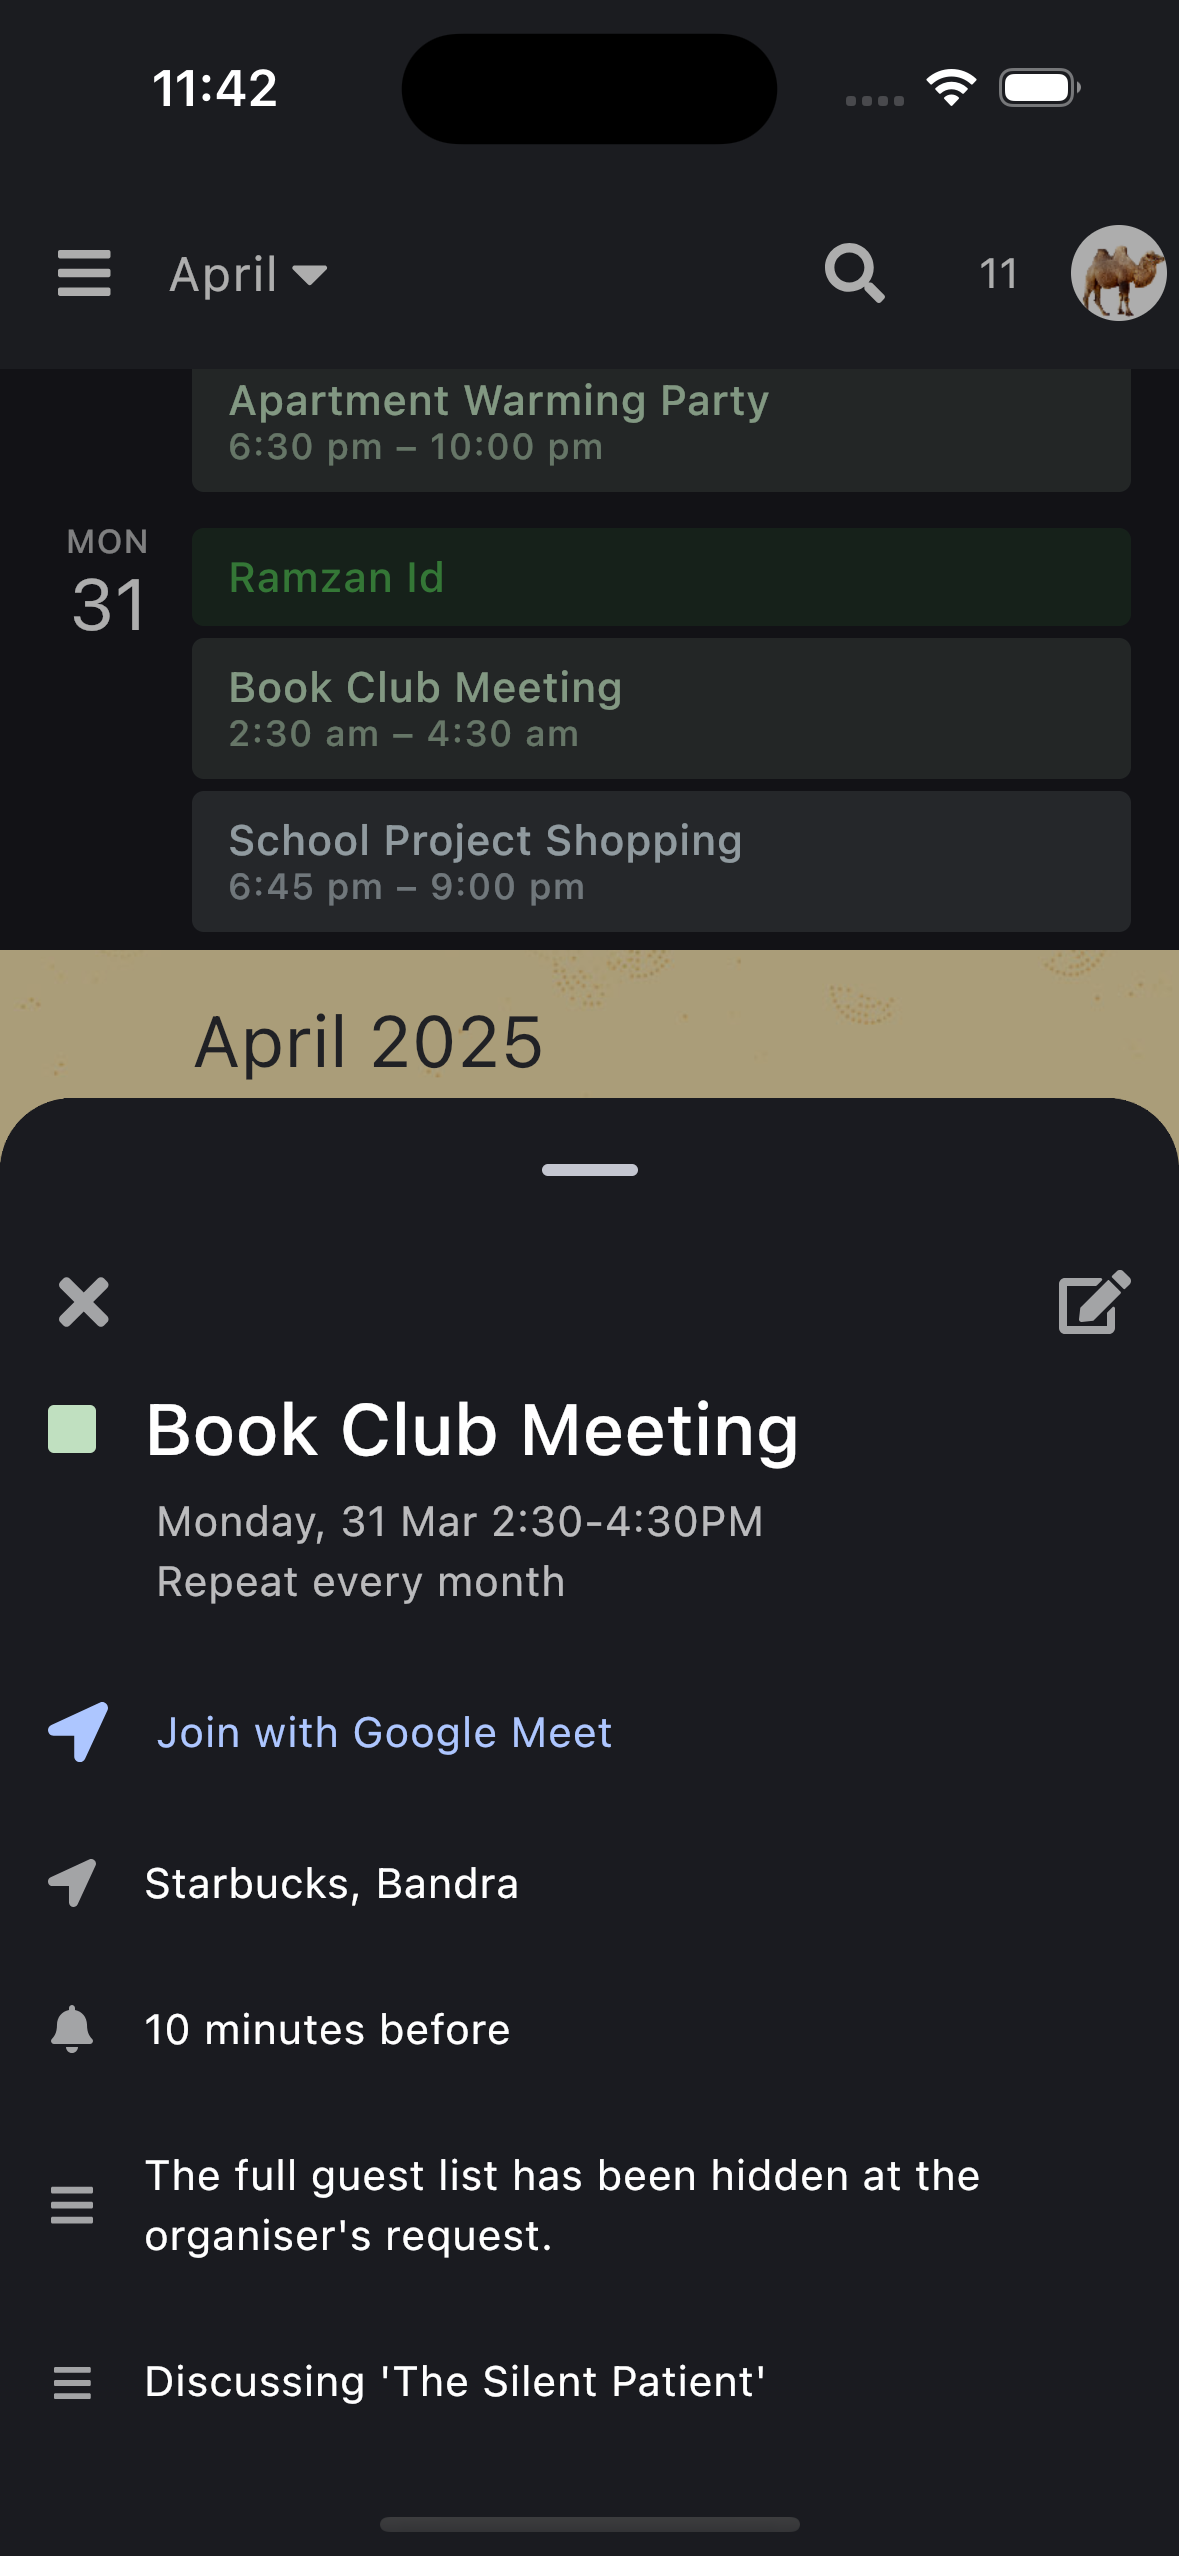 11:42
April
11
Apartment Warming Party
6:30 pm – 10:00 pm
MON
31
Ramzan Id
Book Club Meeting
2:30 am – 4:30 am
School Project Shopping
6:45 pm – 9:00 pm
April 2025
Book Club Meeting
Monday, 31 Mar 2:30-4:30PM
Repeat every month
Join with Google Meet
Starbucks, Bandra
10 minutes before
The full guest list has been hidden at the
organiser's request.
Discussing 'The Silent Patient'